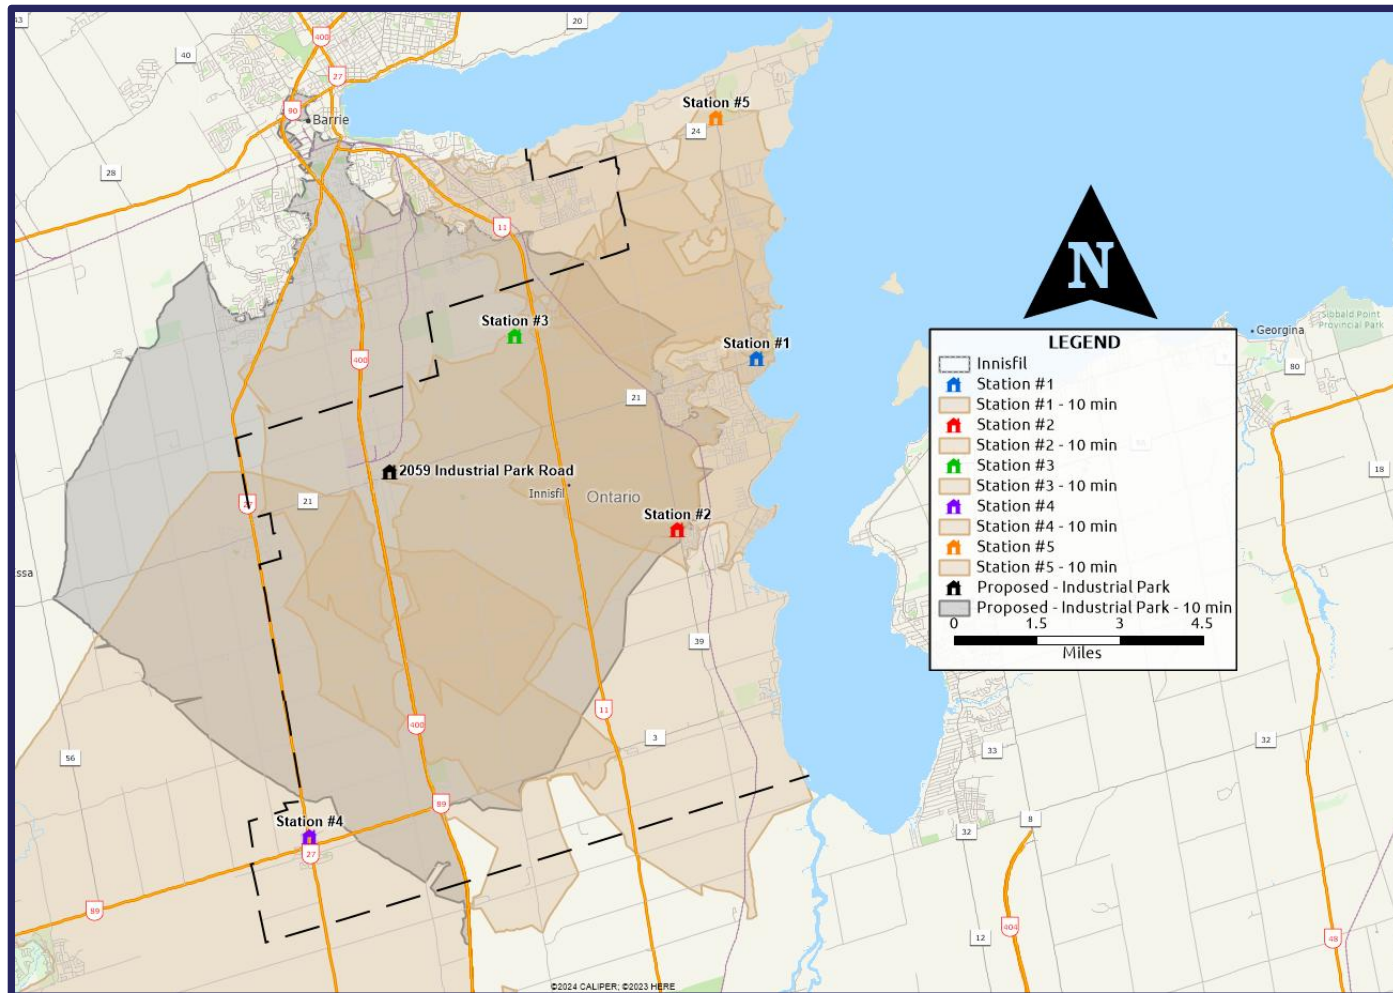 43
20
400
40
27
90
Barrie
Station #5
24
28
11
N
Station #3
Station #1
400
Georgina
Sibbald Point
Provincial Park
80
21
2059 Industrial Park Road
18
Innisfil
Ontario
21
27
Station #2
ssa
39
11
400
3
56
33
32
89
Station #4
27
32
8
89
12
404
48
LEGEND
Innisfil
Station #1
Station #1 - 10 min
Station #2
Station #2 - 10 min
Station #3
Station #3 - 10 min
Station #4
Station #4 - 10 min
Station #5
Station #5 - 10 min
Proposed - Industrial Park
Proposed - Industrial Park - 10 min
0 1.5 3 4.5
Miles
©2024 CALIPER; ©2023 HERE